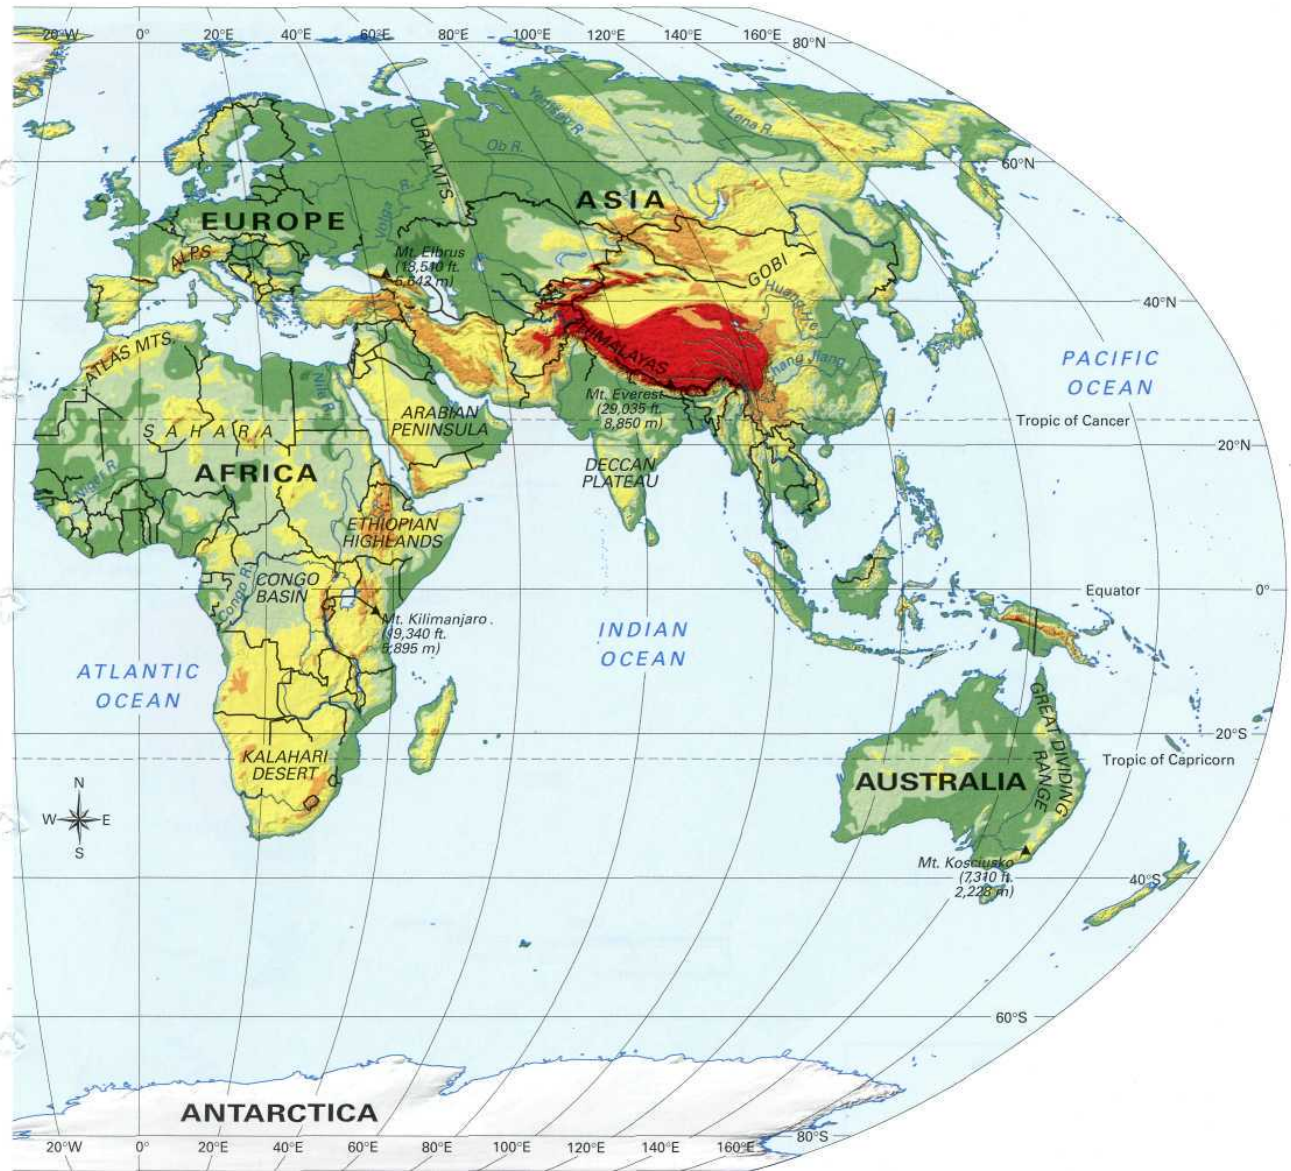 20°W 0° 20°E 40°E 60°E 80°E 100°E 120°E 140°E 160°E 80°N
Yenisey R.
Lena R.
URAL MTS.
Ob R.
60°N
ASIA
EUROPE
Volga R.
ALPS
Mt. Elbrus
(18,510 ft.
5,642 m)
GOBI
Huang He
40°N
ATLAS MTS.
HIMALAYAS
Chang Jiang
PACIFIC
OCEAN
Nile R.
Mt. Everest
(29,035 ft.
8,850 m)
ARABIAN
PENINSULA
Tropic of Cancer
SAHARA
20°N
AFRICA
DECCAN
PLATEAU
Niger R.
ETHIOPIAN
HIGHLANDS
CONGO
BASIN
Congo R.
Equator
0°
Mt. Kilimanjaro
(19,340 ft.
5,895 m)
INDIAN
OCEAN
ATLANTIC
OCEAN
GREAT DIVIDING
RANGE
20°S
KALAHARI
DESERT
Tropic of Capricorn
AUSTRALIA
N
W E
S
Mt. Kosciusko
(7,310 ft.
2,228 m)
40°S
60°S
ANTARCTICA
80°S
20°W 0° 20°E 40°E 60°E 80°E 100°E 120°E 140°E 160°E